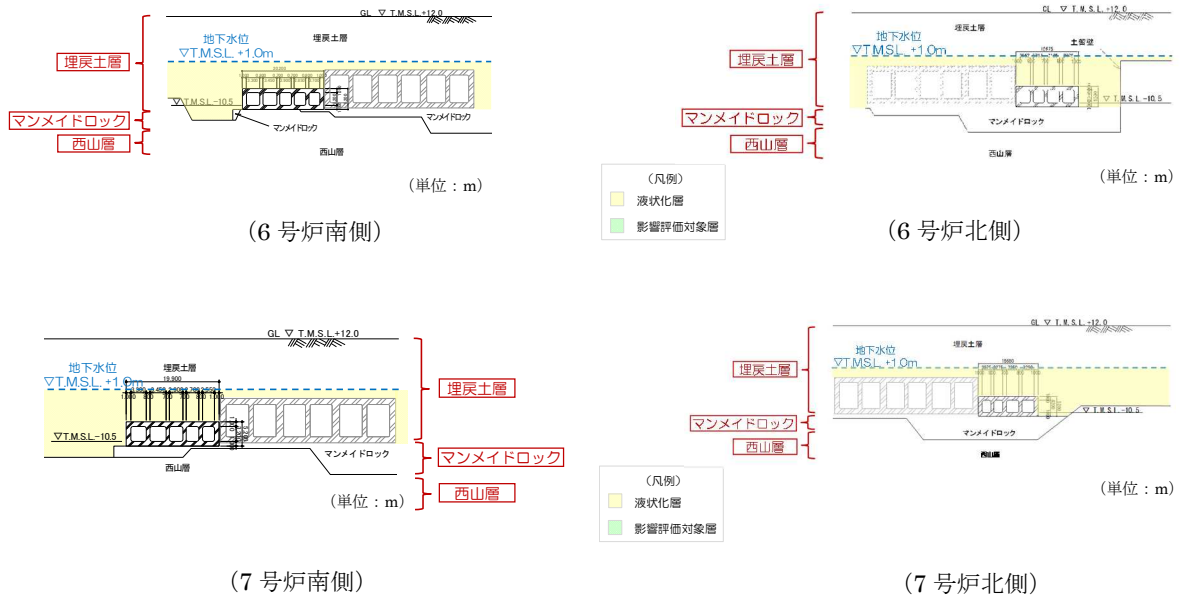 GL ▽ T.M.S.L.+12.0
埋戻土層
地下水位
▽T.M.S.L. +1.0m
埋戻土層
▽T.M.S.L.-10.5
マンメイドロック
マンメイドロック
マンメイドロック
西山層
西山層
（単位：m）
（6 号炉南側）
GL ▽ T.M.S.L.+12.0
埋戻土層
地下水位
▽T.M.S.L. +1.0m
土留壁
埋戻土層
▽T.M.S.L.-10.5
マンメイドロック
マンメイドロック
西山層
西山層
（単位：m）
（凡例）
液状化層
影響評価対象層
（6 号炉北側）
GL ▽ T.M.S.L.+12.0
地下水位
埋戻土層
▽T.M.S.L. +1.0m
19,900
埋戻土層
▽T.M.S.L.-10.5
マンメイドロック
マンメイドロック
西山層
西山層
（単位：m）
（7 号炉南側）
GL ▽ T.M.S.L.+12.0
埋戻土層
地下水位
▽T.M.S.L. +1.0m
埋戻土層
▽T.M.S.L.-10.5
マンメイドロック
マンメイドロック
西山層
西山層
（単位：m）
（凡例）
液状化層
影響評価対象層
（7 号炉北側）